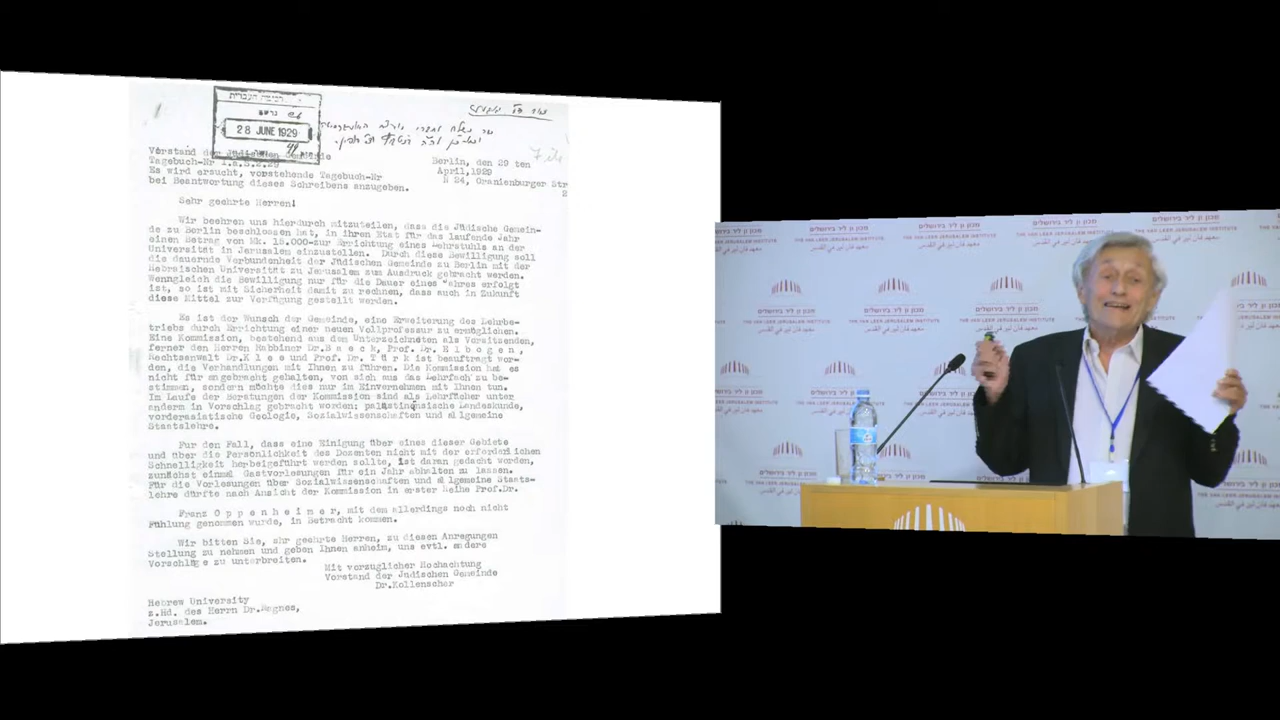 נרשם
28 JUNE 1929
Vorstand der Jüdischen Gemeinde
Tagebuch-Nr
Es wird ersucht, vorstehende Tagebuch-Nr
bei Beantwortung dieses Schreibens anzugeben.
Berlin, den 29 ten
April,1929
N 24, Oranienburger Str
2
Sehr geehrte Herren!
Wir beehren uns hierdurch mitzuteilen, dass die Jüdische Gemein-
de zu Berlin beschlossen hat, in ihren Etat für das laufende Jahr
einen Betrag von Mk. 15.000-zur Errichtung eines Lehrstuhls an der
Universität in Jerusalem einzustellen. Durch diese Bewilligung soll
die dauernde Verbundenheit der Jüdischen Gemeinde zu Berlin mit der
Hebraischen Universität zu Jerusalem zum Ausdruck gebracht werden.
Wenngleich die Bewilligung nur für die Dauer eines "ahres erfolgt
ist, so ist mit Sicherheit damit zu rechnen, dass auch in Zukunft
diese Mittel zur Verfügung gestellt werden.
Es ist der Wunsch der Gemeinde, eine Erweiterung des Lehrbe-
triebs durch Errichtung einer neuen Vollprofessur zu ermöglichen.
Eine Kommission, bestehend aus dem Unterzeichneten als Vorsitzenden,
ferner den Herren Rabbiner Dr.B a e c k, Prof. Dr. E l b o g e n,
Rechtsanwalt Dr.K l e e und Prof. Dr. T ü r k ist beauftragt wor-
den, die Verhandlungen mit Ihnen zu führen. Die Kommission hat es
nicht für angebracht gehalten, von sich aus das Lehrfach zu be-
stimmen, sondern möchte dies nur im Einvernehmen mit Ihnen tun.
Im Laufe der Beratungen der Kommission sind als Lehrfächer unter
anderm in Vorschlag gebracht worden: palästinensische Landeskunde,
vorderasiatische Geologie, Sozialwissenschaften und allgemeine
Staatslehre.
Fur den Fall, dass eine Einigung über eines dieser Gebiete
und über die Persönlichkeit des Dozenten nicht mit der erforderlichen
Schnelligkeit herbeigeführt werden sollte, ist daran gedacht worden,
zunächst einmal Gastvorlesungen für ein Jahr abhalten zu lassen.
Für die Vorlesungen über Sozialwissenschaften und allgemeine Staats-
lehre dürfte nach Ansicht der Kommission in erster Reihe Prof.Dr.
Franz O p p e n h e i m e r, mit dem allerdings noch nicht
Fühlung genommen wurde, in Betracht kommen.
Wir bitten Sie, sehr geehrte Herren, zu diesen Anregungen
Stellung zu nehmen und geben Ihnen anheim, uns evtl. andere
Vorschläge zu unterbreiten.
Mit vorzüglicher Hochachtung
Vorstand der Jüdischen Gemeinde
Dr.Kollenscher
Hebrew University
z.Hd. des Herrn Dr.Magnes,
Jerusalem.
מכון ון ליר בירושלים
THE VAN LEER JERUSALEM INSTITUTE
معهد فان لير في القدس